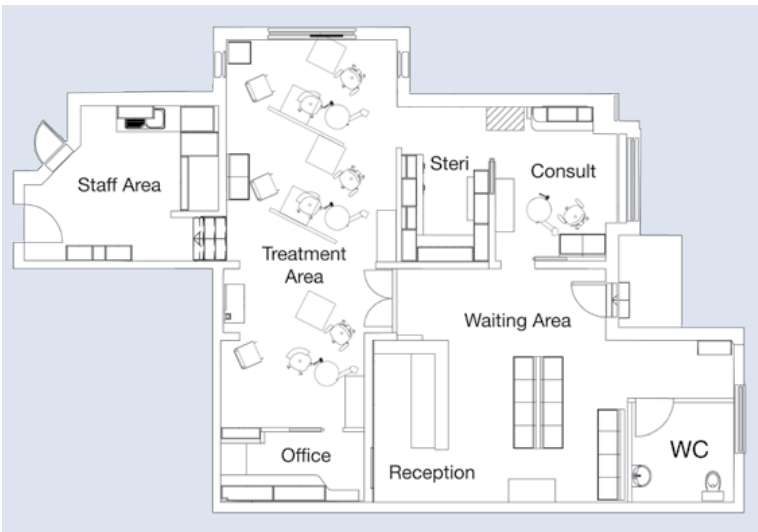 Staff Area
Steri
Consult
Treatment
Area
Waiting Area
Office
Reception
WC